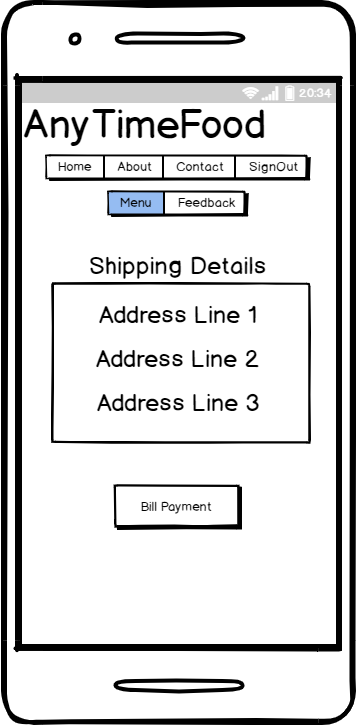 20:34
AnyTimeFood
Home About Contact SignOut
Menu Feedback
Shipping Details
Address Line 1
Address Line 2
Address Line 3
Bill Payment